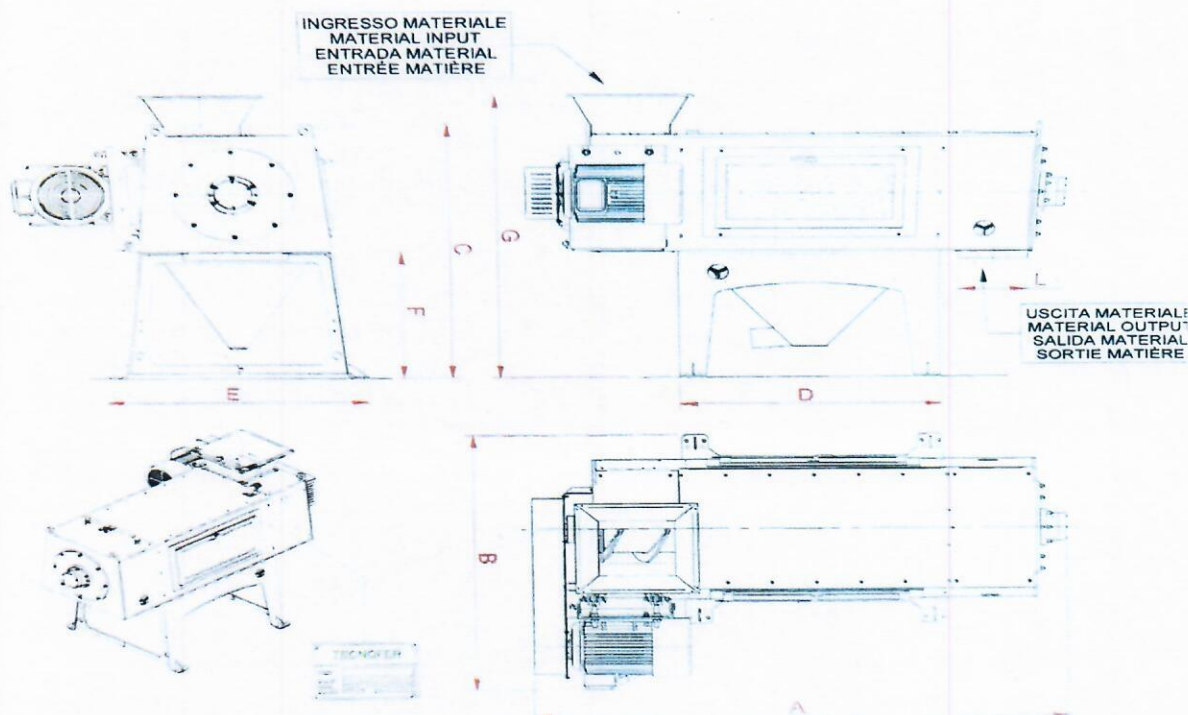 INGRESSO MATERIALE
MATERIAL INPUT
ENTRADA MATERIAL
ENTRÉE MATIÈRE
G
C
F
E
D
L
USCITA MATERIALE
MATERIAL OUTPUT
SALIDA MATERIAL
SORTIE MATIÈRE
B
A
TECNOFER